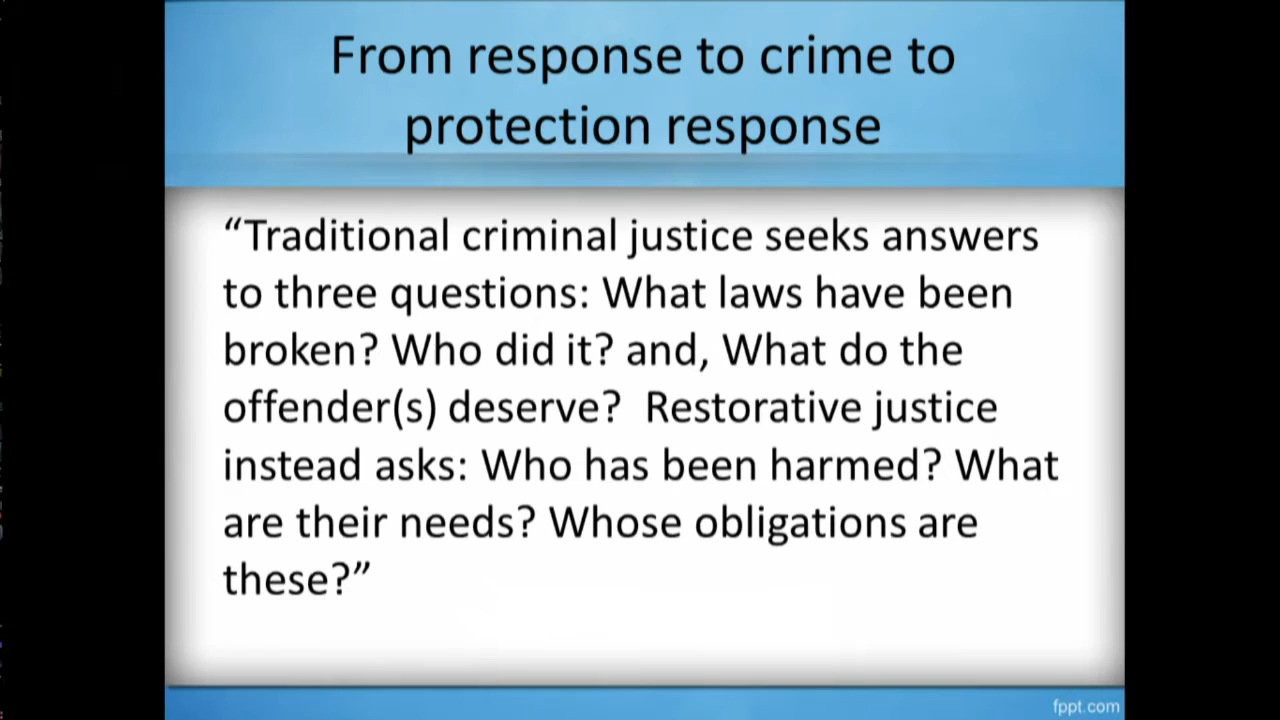 From response to crime to
protection response
“Traditional criminal justice seeks answers
to three questions: What laws have been
broken? Who did it? and, What do the
offender(s) deserve?  Restorative justice
instead asks: Who has been harmed? What
are their needs? Whose obligations are
these?”
fppt.com